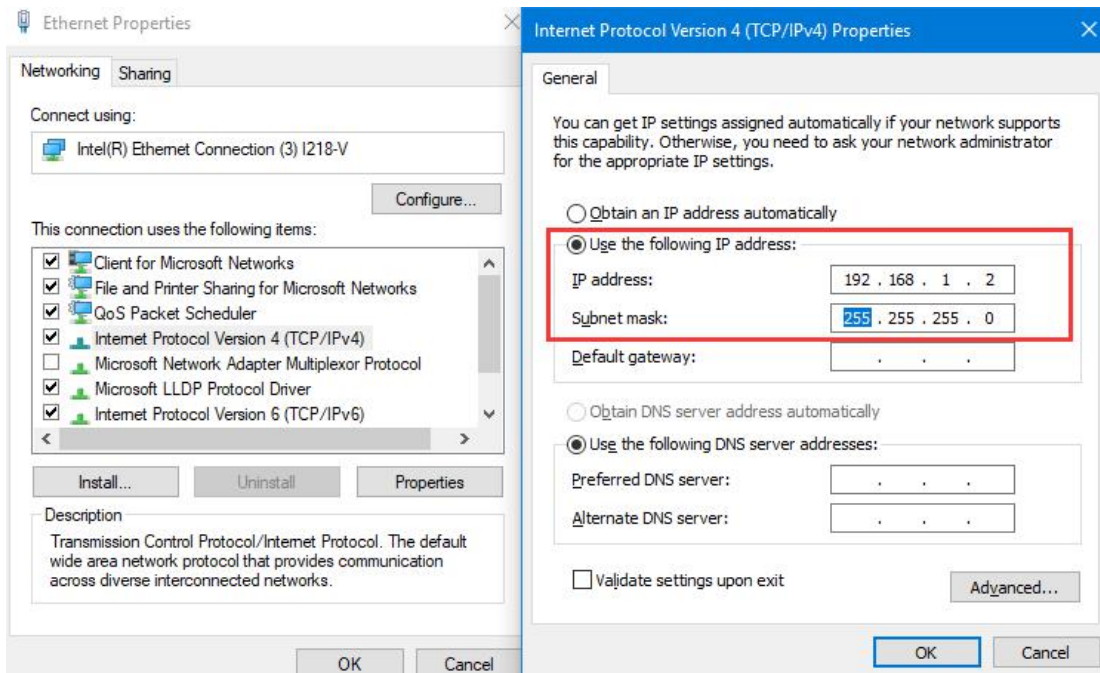 Ethernet Properties
Networking
Sharing
Connect using:
Intel(R) Ethernet Connection (3) I218-V
Configure...
This connection uses the following items:
Client for Microsoft Networks
File and Printer Sharing for Microsoft Networks
QoS Packet Scheduler
Internet Protocol Version 4 (TCP/IPv4)
Microsoft Network Adapter Multiplexor Protocol
Microsoft LLDP Protocol Driver
Internet Protocol Version 6 (TCP/IPv6)
Install...
Uninstall
Properties
Description
Transmission Control Protocol/Internet Protocol. The default
wide area network protocol that provides communication
across diverse interconnected networks.
OK
Cancel
Internet Protocol Version 4 (TCP/IPv4) Properties
General
You can get IP settings assigned automatically if your network supports
this capability. Otherwise, you need to ask your network administrator
for the appropriate IP settings.
Obtain an IP address automatically
Use the following IP address:
IP address:
192 . 168 . 1 . 2
Subnet mask:
255 . 255 . 255 . 0
Default gateway:
. . .
Obtain DNS server address automatically
Use the following DNS server addresses:
Preferred DNS server:
. . .
Alternate DNS server:
. . .
Validate settings upon exit
Advanced...
OK
Cancel